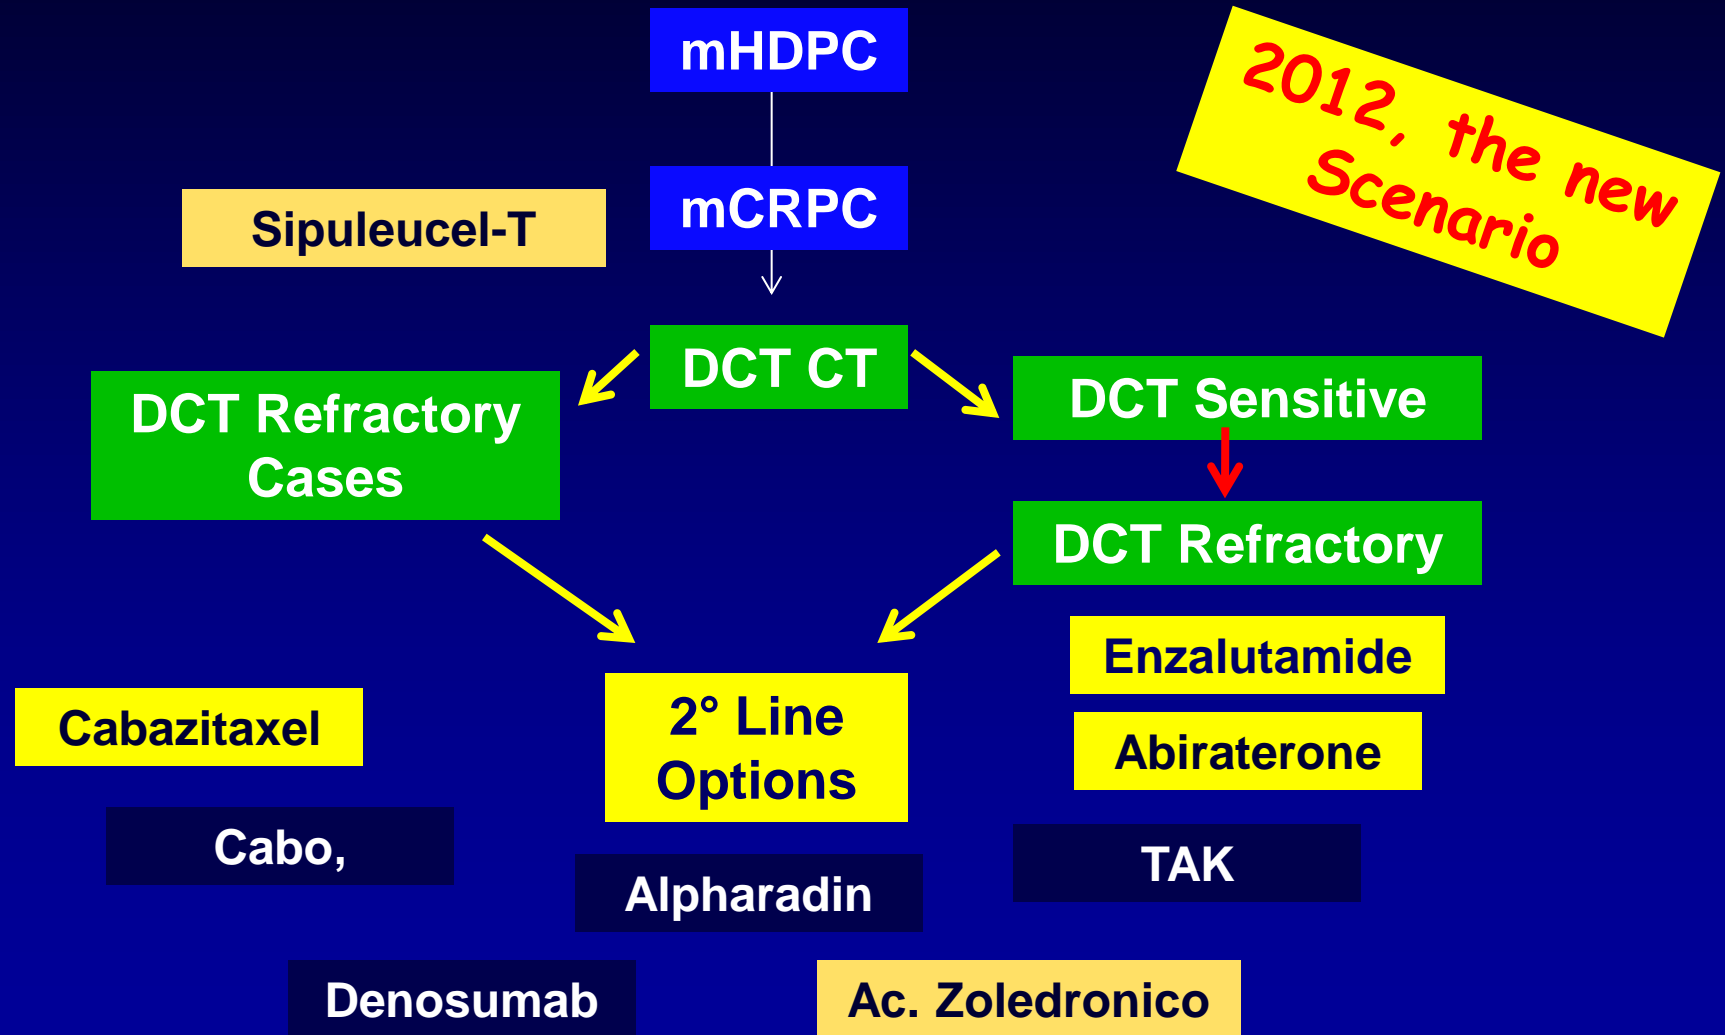 mHDPC
2012, the new
Scenario
mCRPC
Sipuleucel-T
DCT CT
DCT Sensitive
DCT Refractory
Cases
DCT Refractory
Enzalutamide
Cabazitaxel
2° Line
Options
Abiraterone
Cabo,
TAK
Alpharadin
Denosumab
Ac. Zoledronico